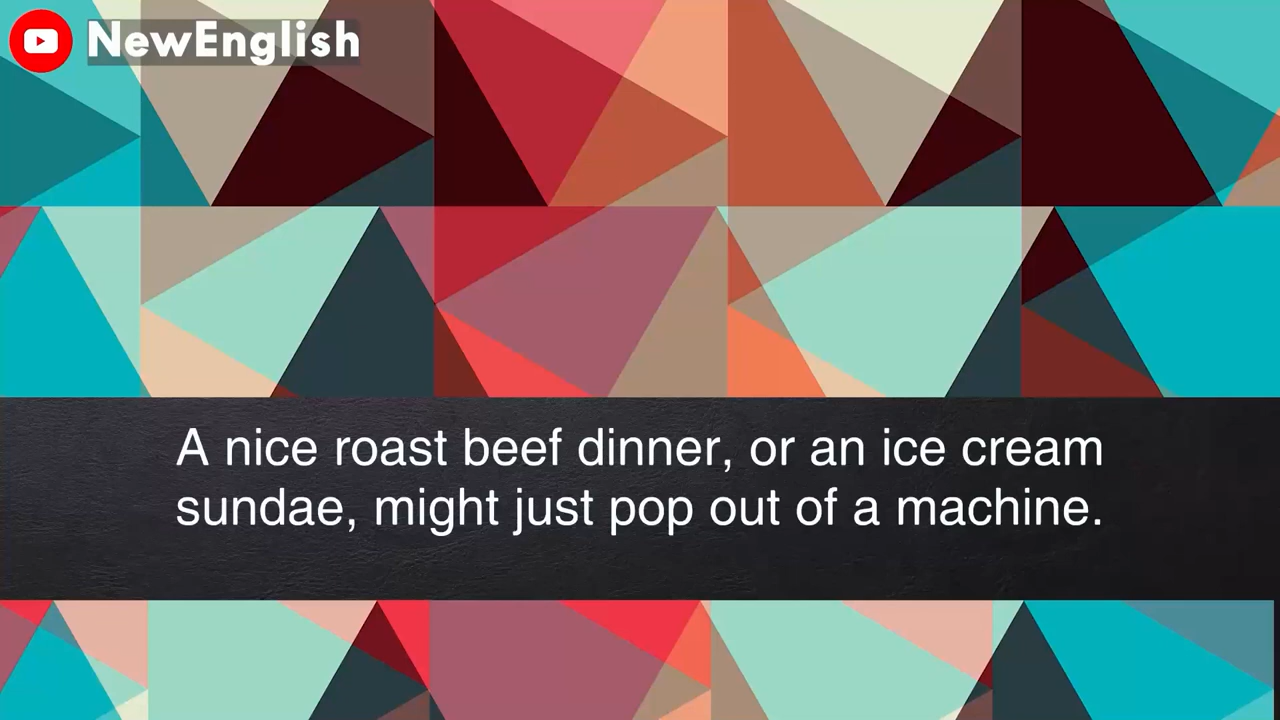 NewEnglish
A nice roast beef dinner, or an ice cream
sundae, might just pop out of a machine.